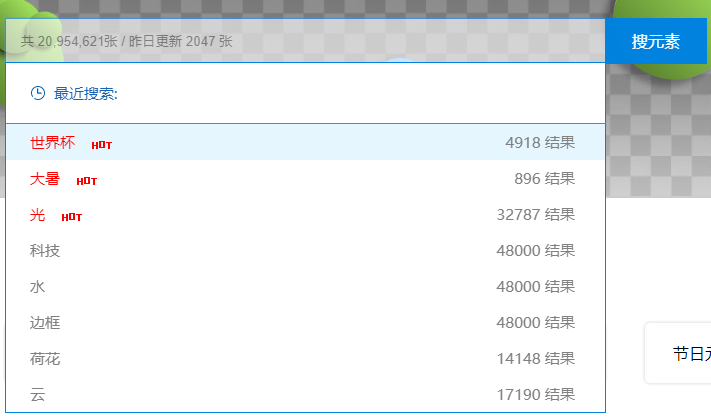 共 20,954,621张 / 昨日更新 2047 张
搜元素
最近搜索:
世界杯 HOT 4918 结果
大暑 HOT 896 结果
光 HOT 32787 结果
科技 48000 结果
水 48000 结果
边框 48000 结果
节日元
荷花 14148 结果
云 17190 结果